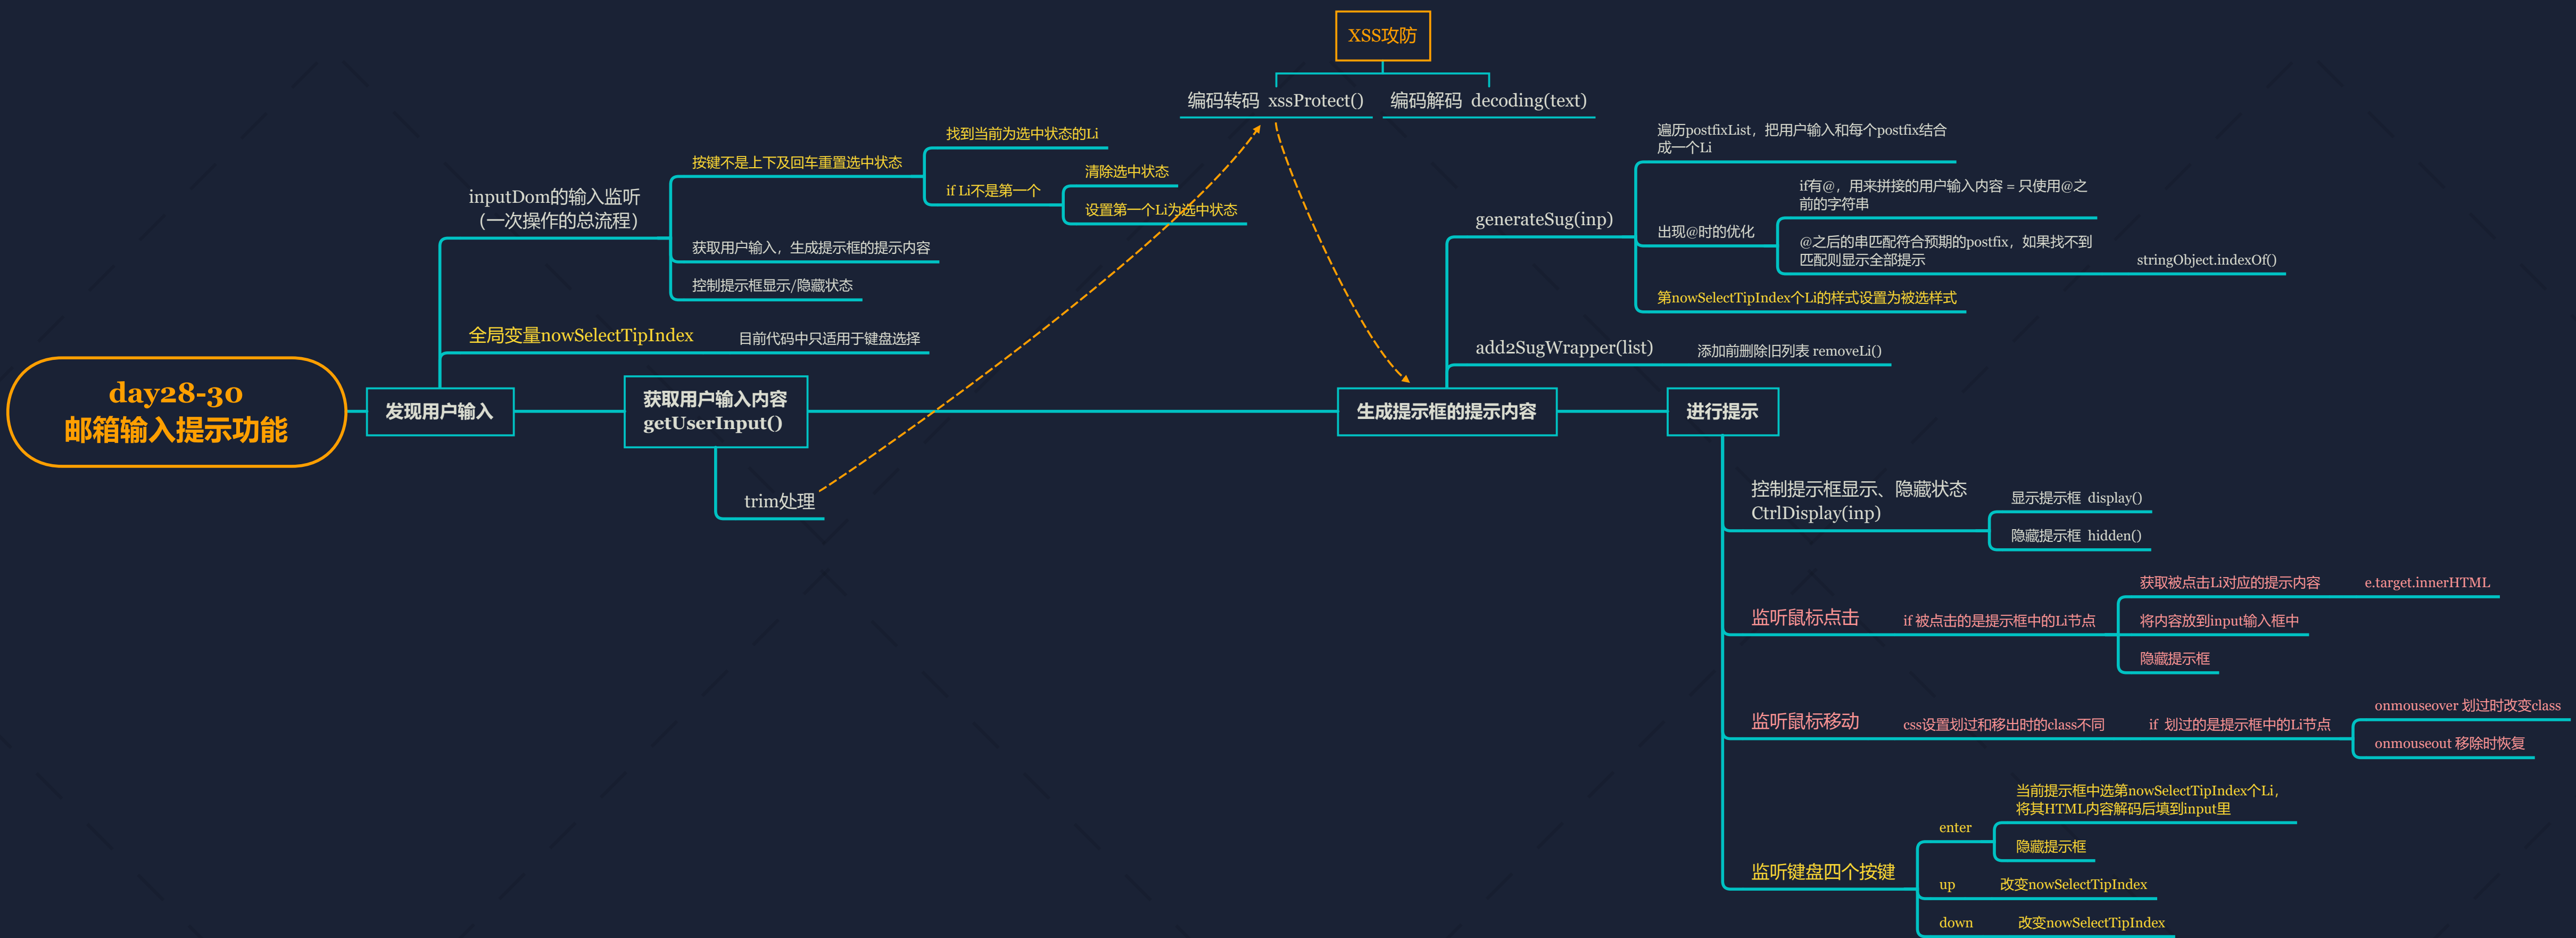 XSS攻防
编码转码 xssProtect()
编码解码 decoding(text)
day28-30
邮箱输入提示功能
发现用户输入
inputDom的输入监听
（一次操作的总流程）
按键不是上下及回车重置选中状态
找到当前为选中状态的Li
if Li不是第一个
清除选中状态
设置第一个Li为选中状态
获取用户输入，生成提示框的提示内容
控制提示框显示/隐藏状态
全局变量nowSelectTipIndex
目前代码中只适用于键盘选择
获取用户输入内容
getUserInput()
trim处理
生成提示框的提示内容
generateSug(inp)
遍历postfixList，把用户输入和每个postfix结合
成一个Li
出现@时的优化
if有@，用来拼接的用户输入内容 = 只使用@之
前的字符串
@之后的串匹配符合预期的postfix，如果找不到
匹配则显示全部提示
stringObject.indexOf()
第nowSelectTipIndex个Li的样式设置为被选样式
add2SugWrapper(list)
添加前删除旧列表 removeLi()
进行提示
控制提示框显示、隐藏状态
CtrlDisplay(inp)
显示提示框 display()
隐藏提示框 hidden()
监听鼠标点击
if 被点击的是提示框中的Li节点
获取被点击Li对应的提示内容
e.target.innerHTML
将内容放到input输入框中
隐藏提示框
监听鼠标移动
css设置划过和移出时的class不同
if 划过的是提示框中的Li节点
onmouseover 划过时改变class
onmouseout 移除时恢复
监听键盘四个按键
enter
当前提示框中选第nowSelectTipIndex个Li，
将其HTML内容解码后填到input里
隐藏提示框
up
改变nowSelectTipIndex
down
改变nowSelectTipIndex